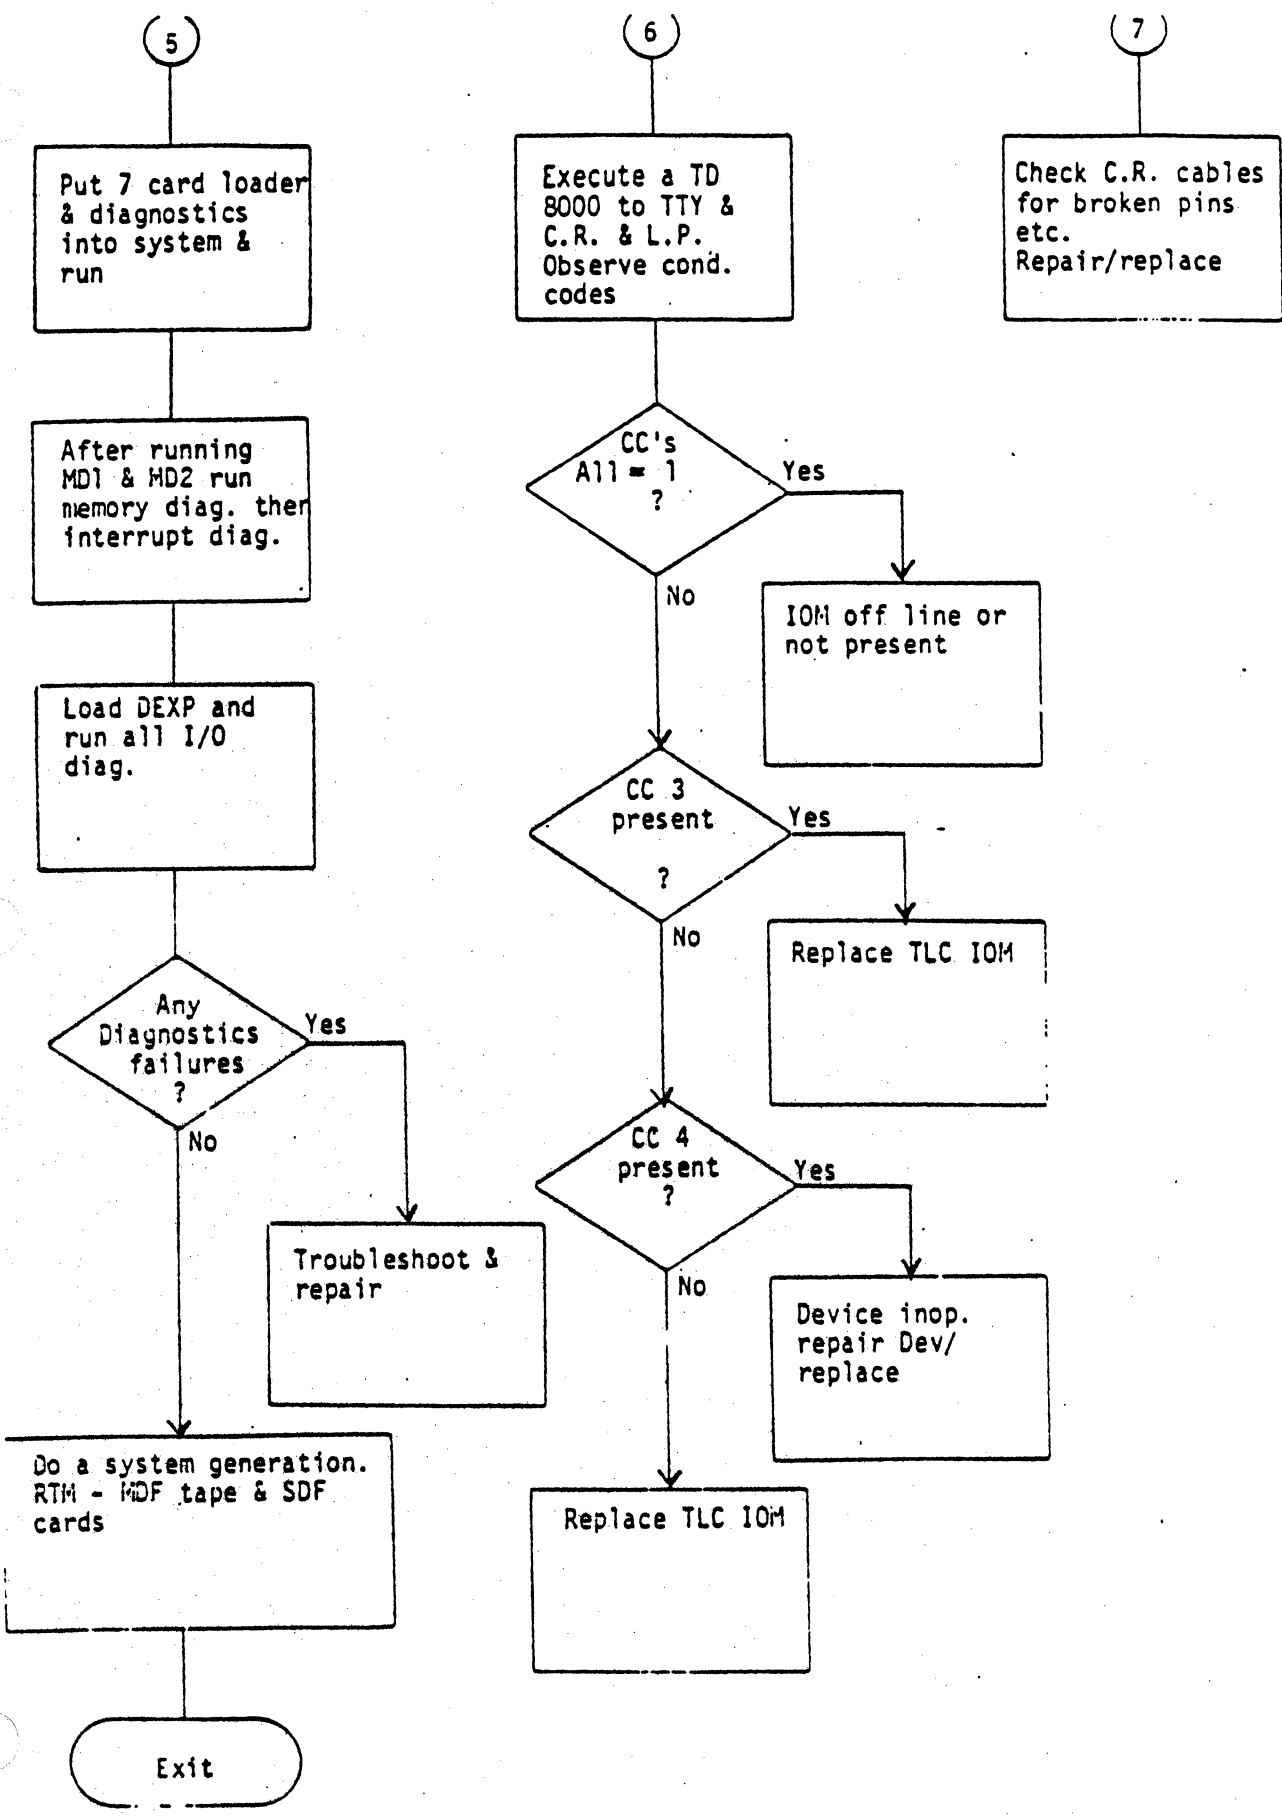 5
Put 7 card loader
& diagnostics
into system &
run
After running
MD1 & MD2 run
memory diag. then
interrupt diag.
Load DEXP and
run all I/O
diag.
Any
Diagnostics
failures
?
Yes
No
Troubleshoot &
repair
Do a system generation.
RTM - MDF tape & SDF
cards
Exit
6
Execute a TD
8000 to TTY &
C.R. & L.P.
Observe cond.
codes
CC's
All = 1
?
Yes
No
IOM off line or
not present
CC 3
present
?
Yes
No
Replace TLC IOM
CC 4
present
?
Yes
No
Device inop.
repair Dev/
replace
Replace TLC IOM
7
Check C.R. cables
for broken pins
etc.
Repair/replace